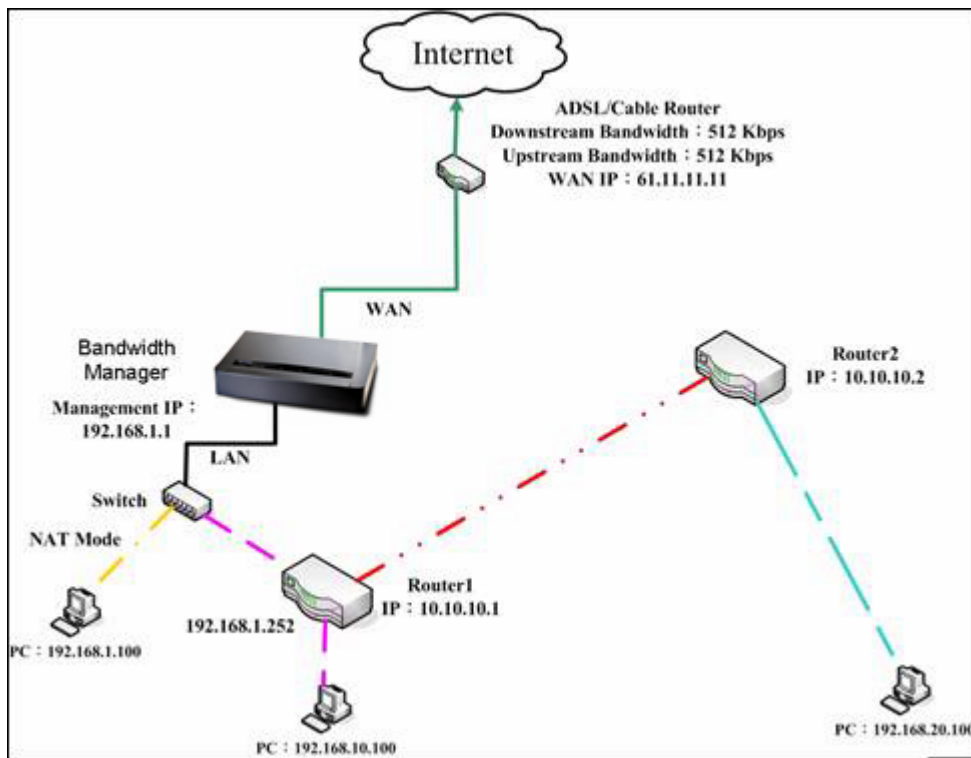 Internet
ADSL/Cable Router
Downstream Bandwidth：512 Kbps
Upstream Bandwidth：512 Kbps
WAN IP：61.11.11.11
WAN
Bandwidth
Manager
Management IP：
192.168.1.1
LAN
Router2
IP：10.10.10.2
Switch
NAT Mode
Router1
IP：10.10.10.1
192.168.1.252
PC：192.168.1.100
PC：192.168.10.100
PC：192.168.20.100